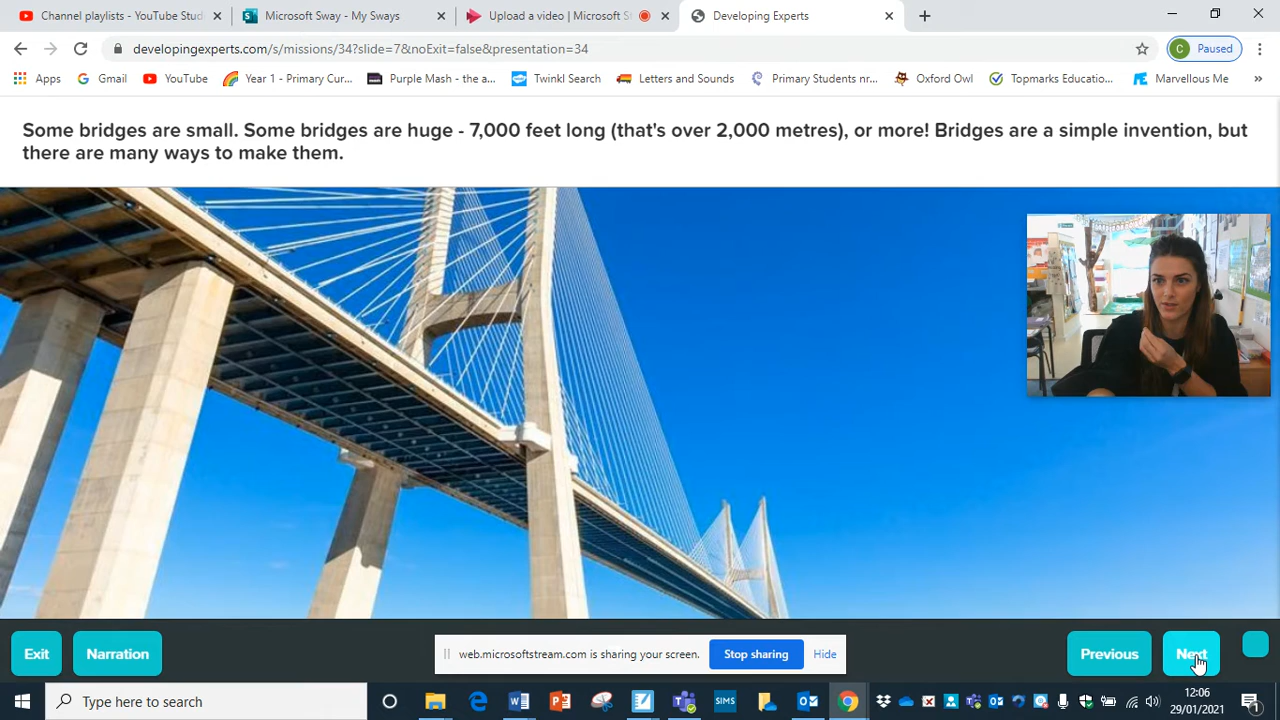 Channel playlists - YouTube Stud
Microsoft Sway - My Sways
Upload a video | Microsoft St
Developing Experts
developingexperts.com/s/missions/34?slide=7&noExit=false&presentation=34
C Paused
Apps Gmail YouTube Year 1 - Primary Cur... Purple Mash - the a... Twinkl Search Letters and Sounds Primary Students nr... Oxford Owl Topmarks Educatio... Marvellous Me
Some bridges are small. Some bridges are huge - 7,000 feet long (that's over 2,000 metres), or more! Bridges are a simple invention, but
there are many ways to make them.
Exit Narration web.microsoftstream.com is sharing your screen. Stop sharing Hide Previous Next
Type here to search
SIMS
12:06
29/01/2021